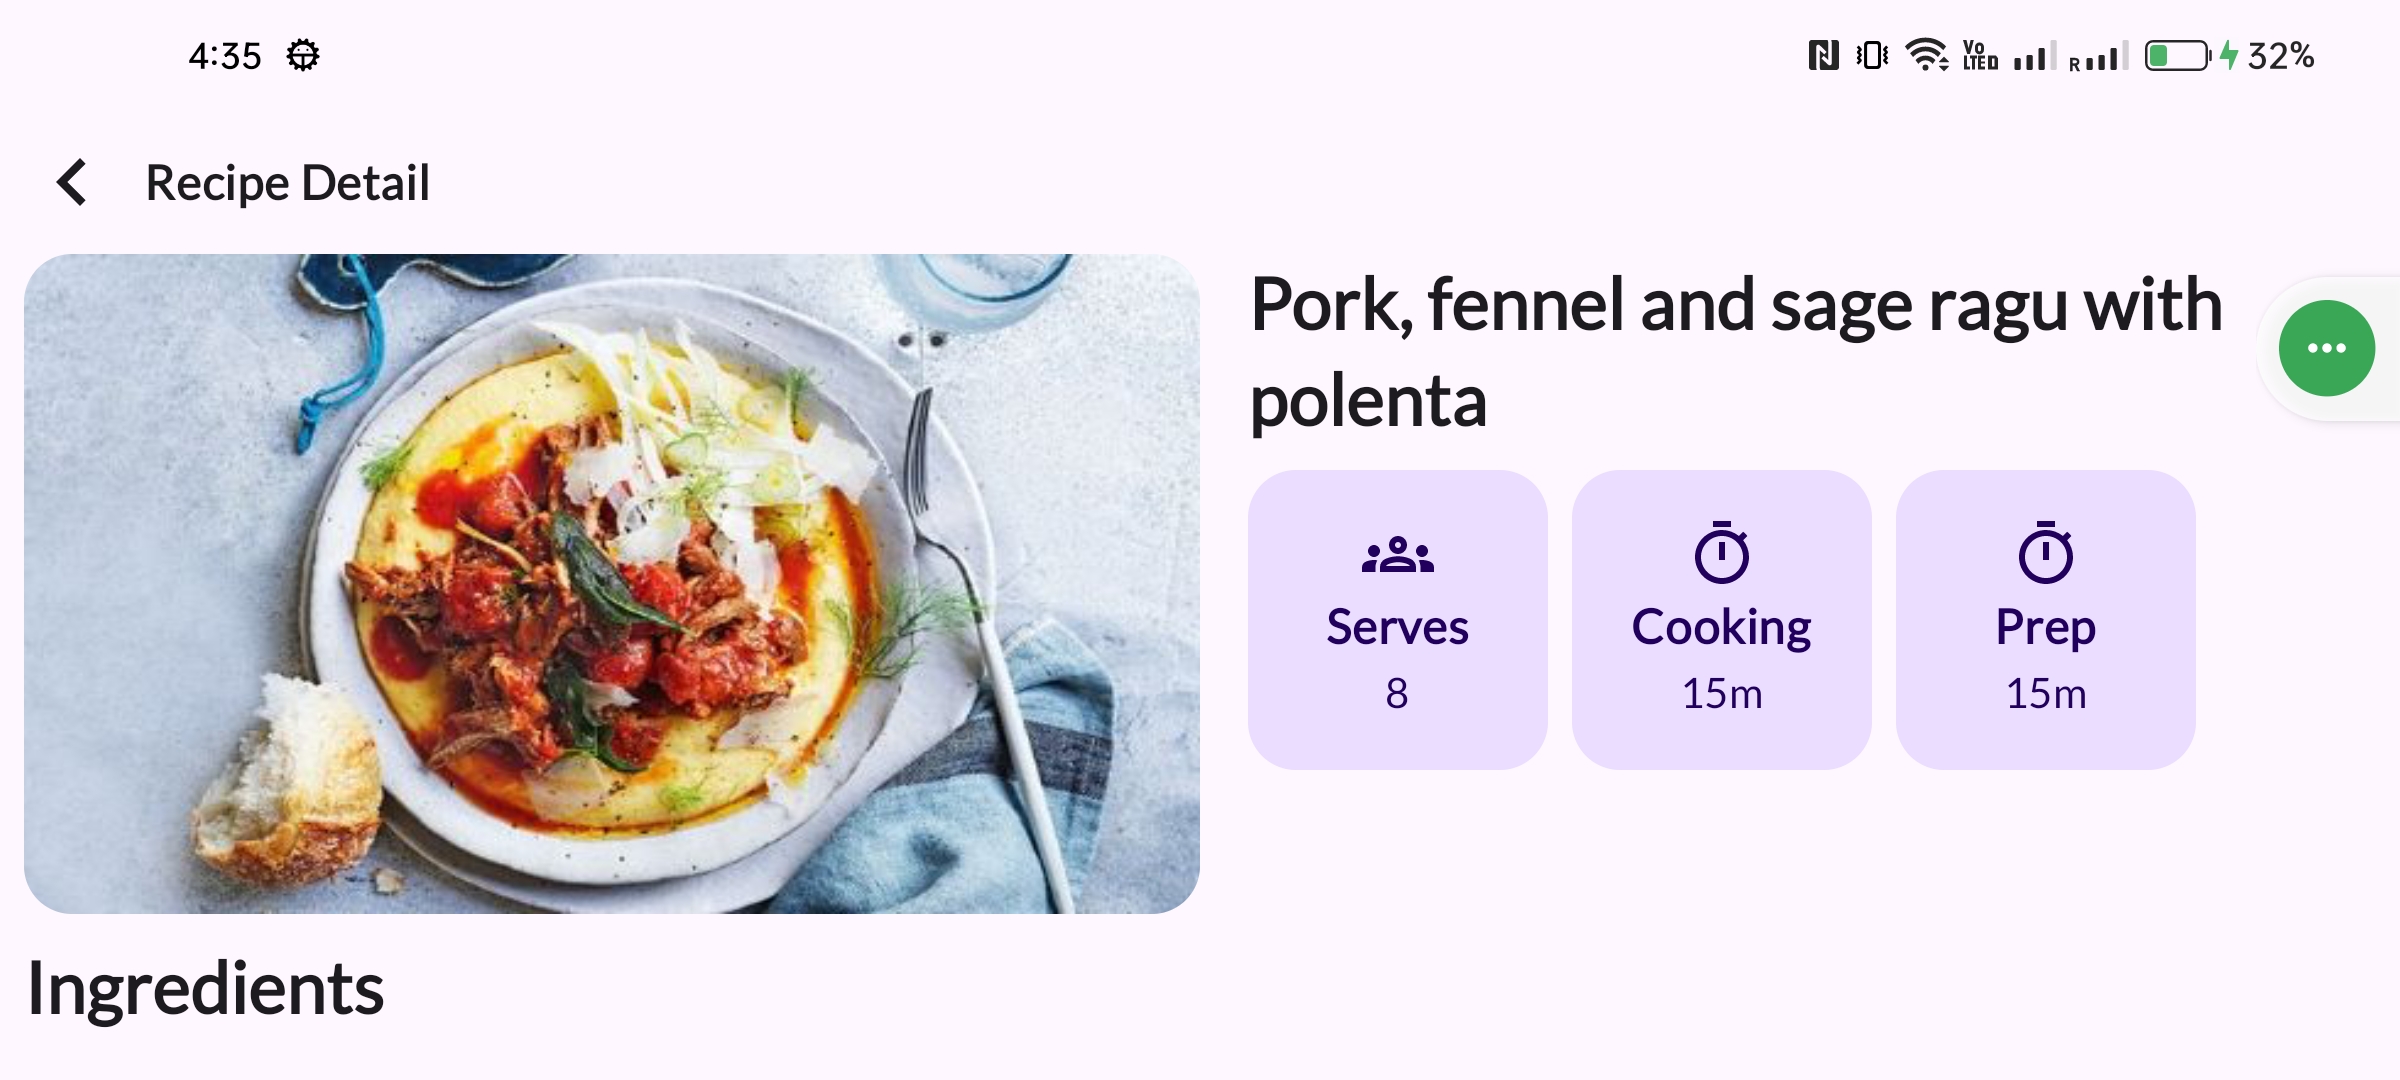 4:35
Vo
LTE
R
32%
Recipe Detail
Pork, fennel and sage ragu with
polenta
Serves
8
Cooking
15m
Prep
15m
Ingredients